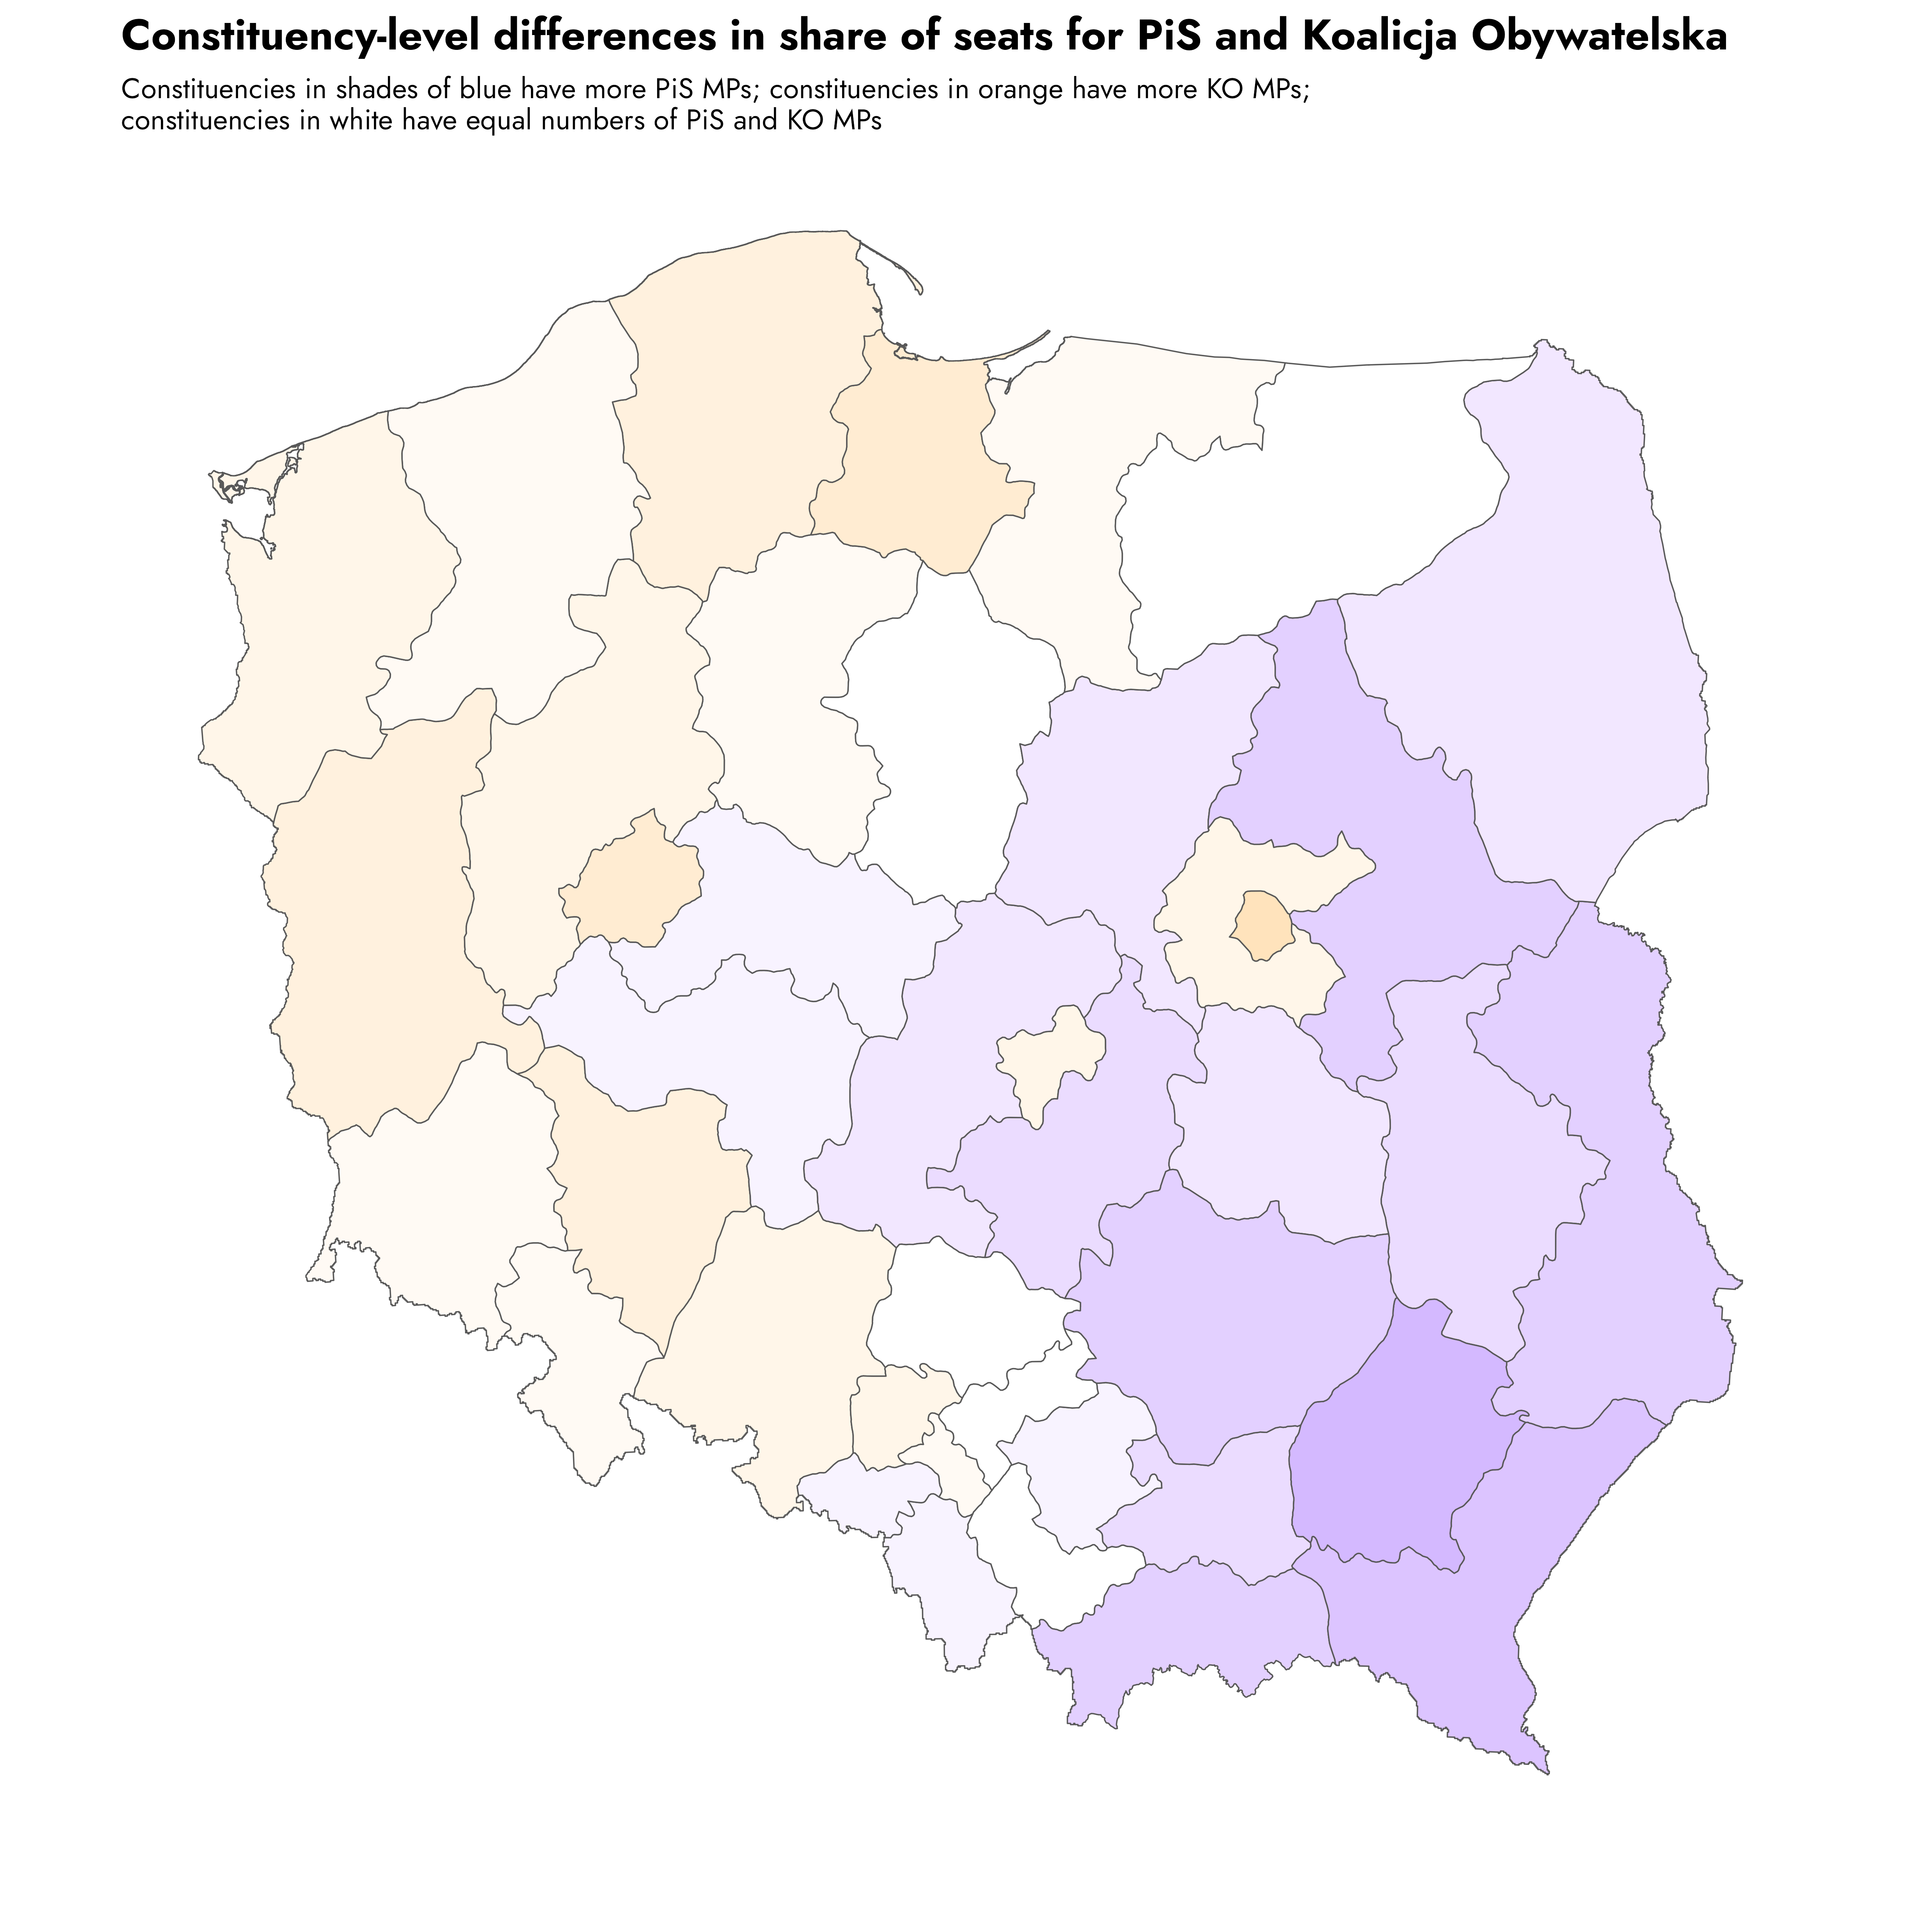 Constituency-level differences in share of seats for PiS and Koalicja Obywatelska
Constituencies in shades of blue have more PiS MPs; constituencies in orange have more KO MPs;
constituencies in white have equal numbers of PiS and KO MPs